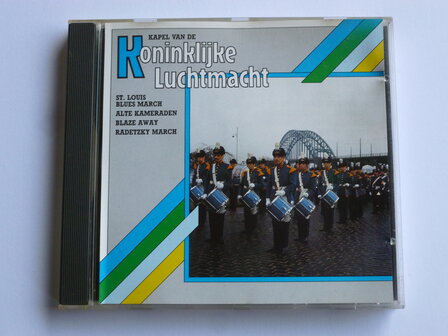 KAPEL VAN DE
Koninklijke
Luchtmacht
ST. LOUIS
BLUES MARCH
ALTE KAMERADEN
BLAZE AWAY
RADETZKY MARCH